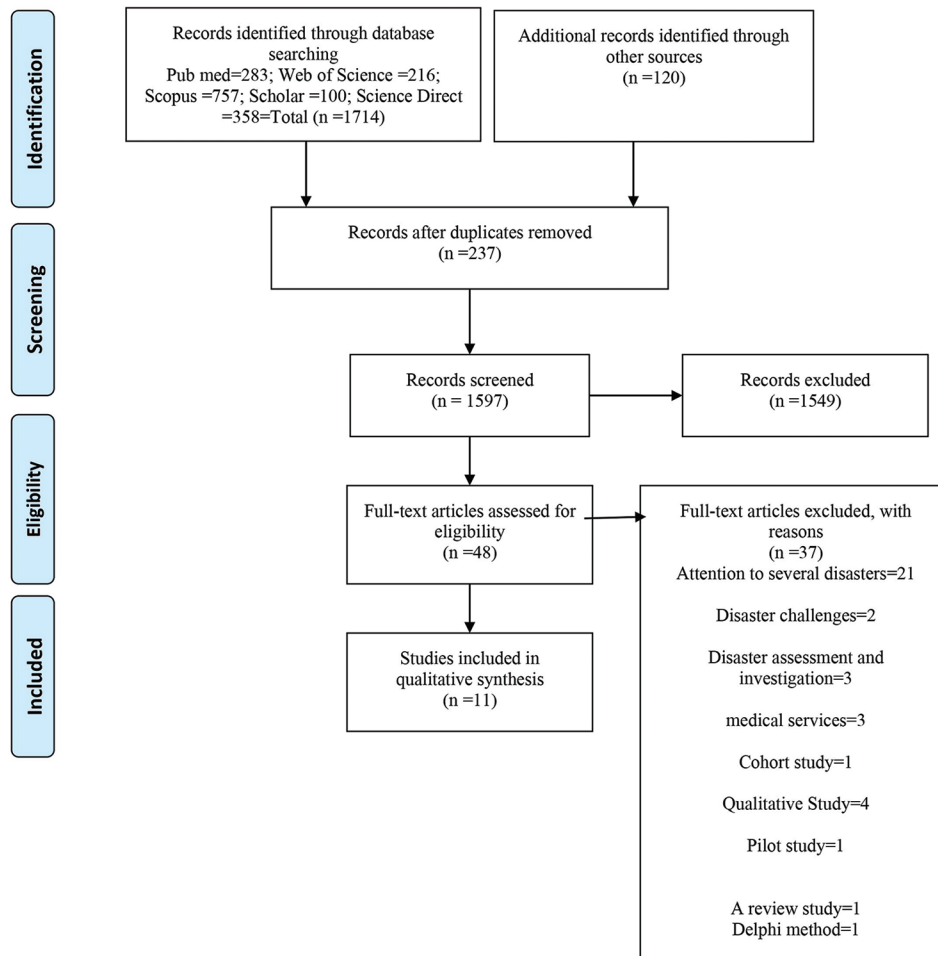 Identification
Records identified through database
searching
Pub med=283; Web of Science =216;
Scopus =757; Scholar =100; Science Direct
=358=Total (n =1714)
Additional records identified through
other sources
(n =120)
Screening
Records after duplicates removed
(n =237)
Records screened
(n = 1597)
Records excluded
(n =1549)
Eligibility
Full-text articles assessed for
eligibility
(n =48)
Full-text articles excluded, with
reasons
(n =37)
Attention to several disasters=21
Disaster challenges=2
Disaster assessment and
investigation=3
medical services=3
Cohort study=1
Qualitative Study=4
Pilot study=1
A review study=1
Delphi method=1
Included
Studies included in
qualitative synthesis
(n =11)